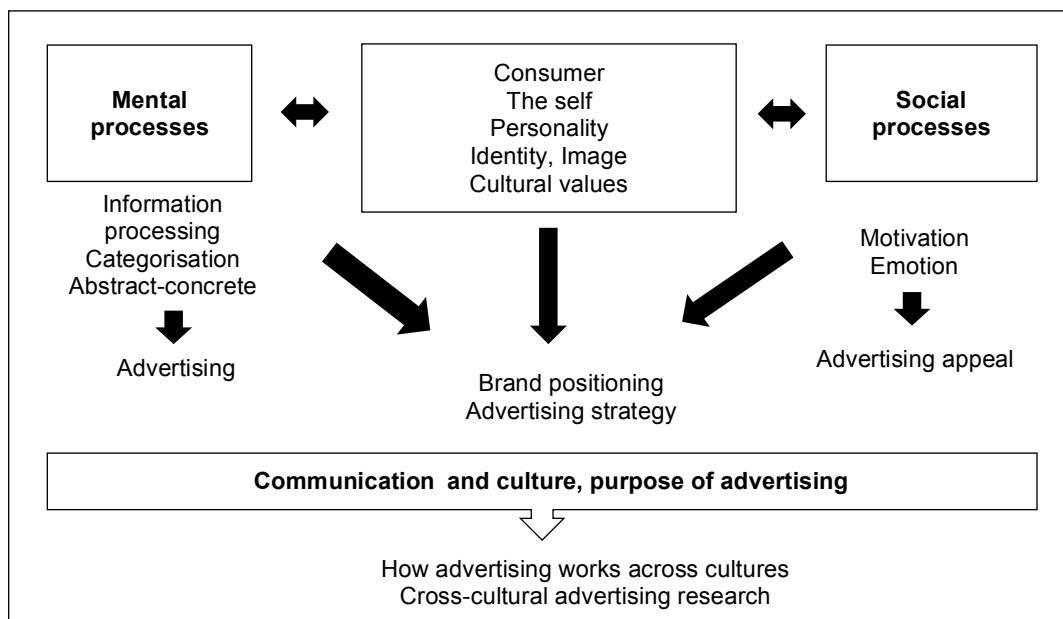 Mental
processes
Consumer
The self
Personality
Identity, Image
Cultural values
Social
processes
Information
processing
Categorisation
Abstract-concrete
Motivation
Emotion
Advertising
Advertising appeal
Brand positioning
Advertising strategy
Communication and culture, purpose of advertising
How advertising works across cultures
Cross-cultural advertising research